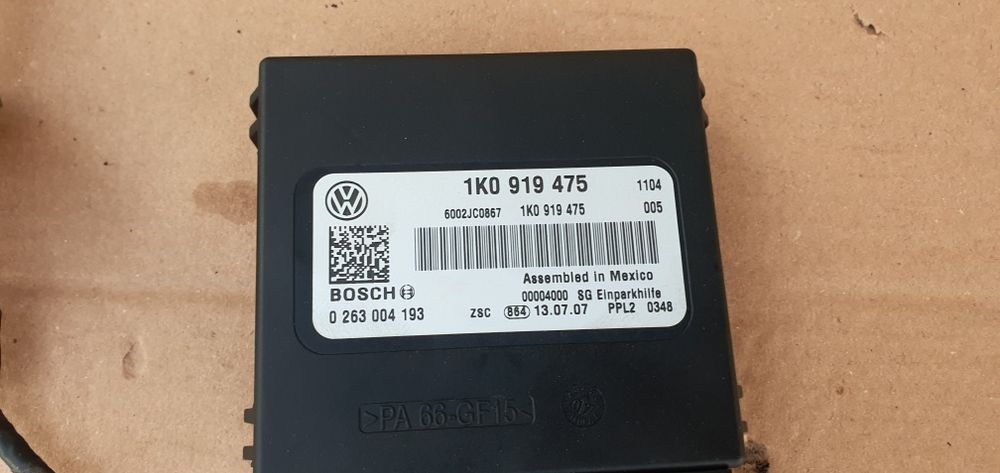 1K0 919 475 1104
6002JC0867 1K0 919 475 005
Assembled in Mexico
BOSCH 00004000 SG Einparkhilfe
0 263 004 193 ZSC 864 13.07.07 PPL2 0348
>PA 66-GF15<